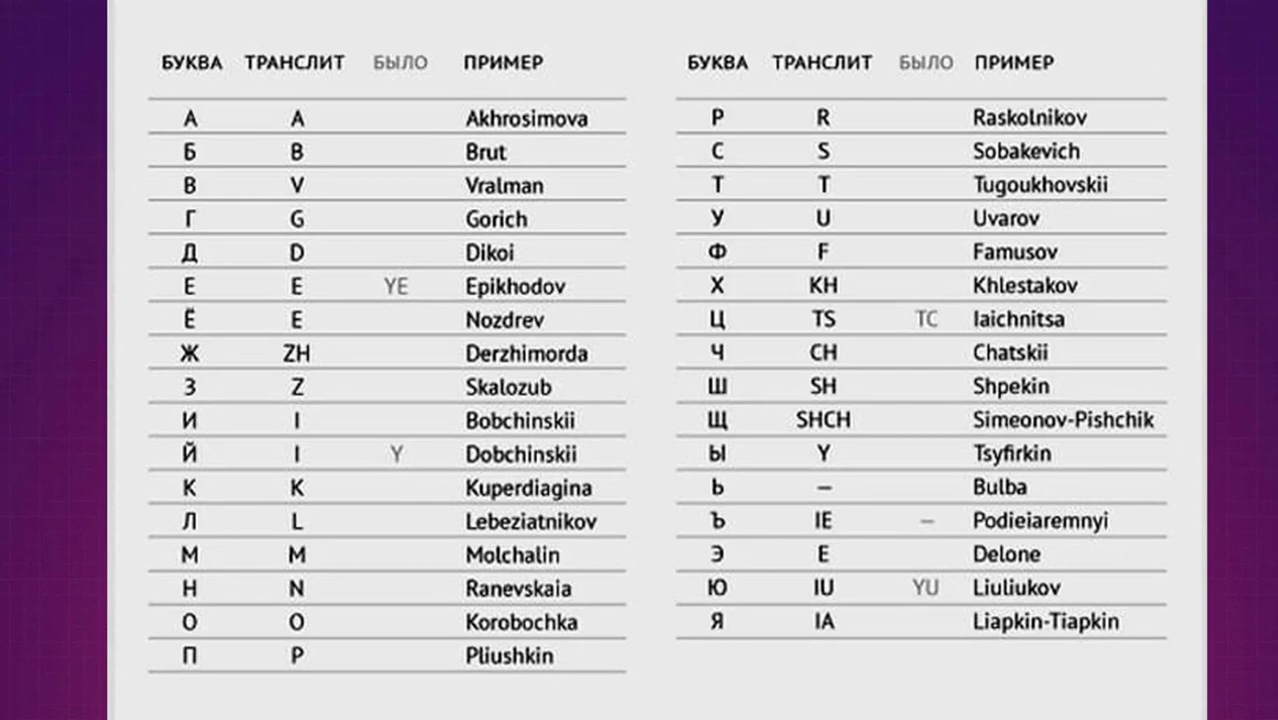 БУКВА ТРАНСЛИТ БЫЛО ПРИМЕР
А A Akhrosimova
Б B Brut
В V Vralman
Г G Gorich
Д D Dikoi
Е E YE Epikhodov
Ё E Nozdrev
Ж ZH Derzhimorda
З Z Skalozub
И I Bobchinskii
Й I Y Dobchinskii
К K Kuperdiagina
Л L Lebeziatnikov
М M Molchalin
Н N Ranevskaia
О O Korobochka
П P Pliushkin
БУКВА ТРАНСЛИТ БЫЛО ПРИМЕР
Р R Raskolnikov
С S Sobakevich
Т T Tugoukhovskii
У U Uvarov
Ф F Famusov
Х KH Khlestakov
Ц TS TC Iaichnitsa
Ч CH Chatskii
Ш SH Shpekin
Щ SHCH Simeonov-Pishchik
Ы Y Tsyfirkin
Ь – Bulba
Ъ IE – Podieiaremnyi
Э E Delone
Ю IU YU Liuliukov
Я IA Liapkin-Tiapkin